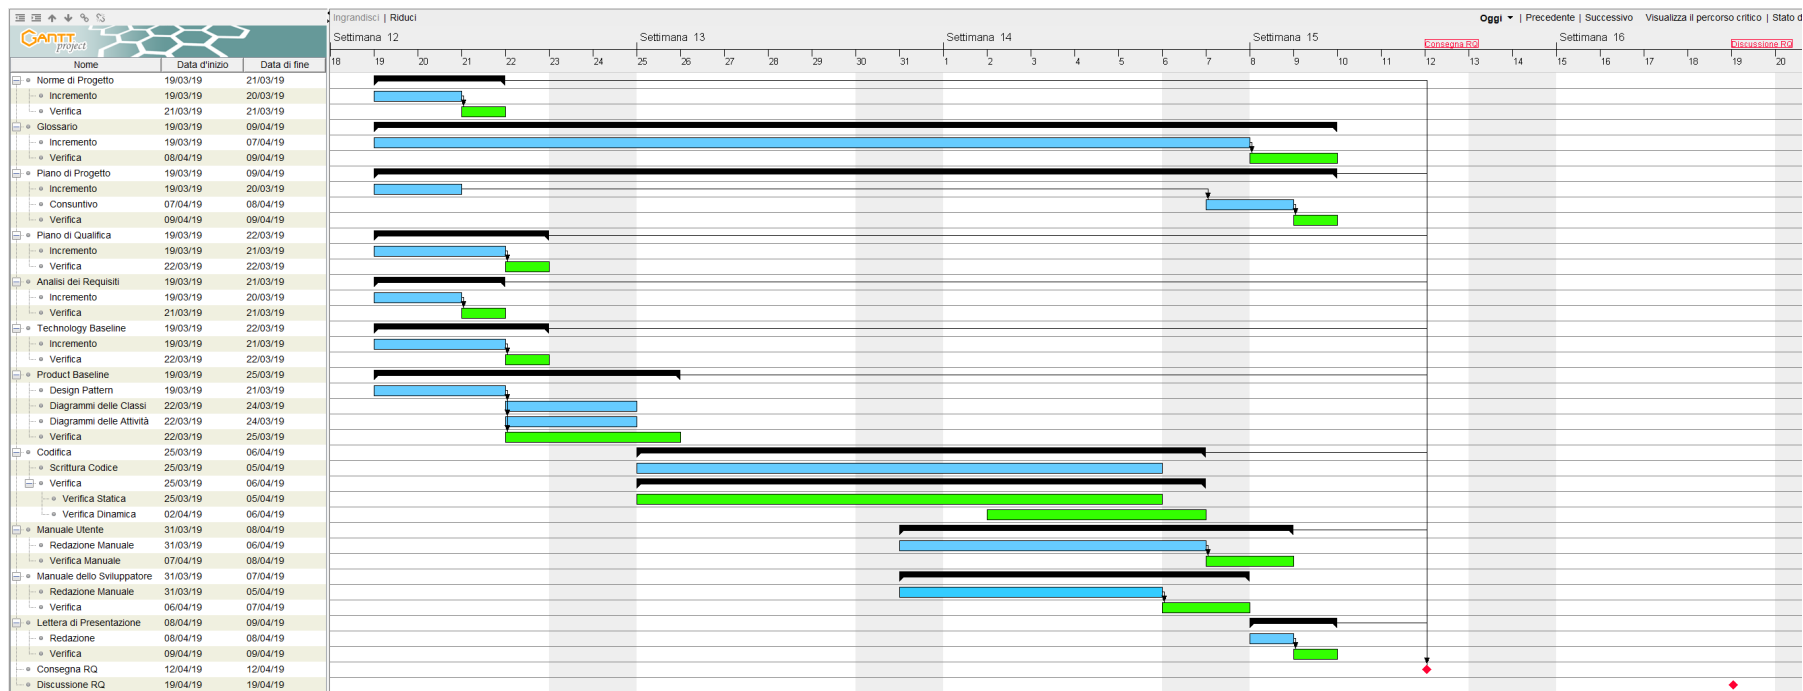 Ingrandisci | Riduci
Oggi | Precedente | Successivo Visualizza il percorso critico | Stato d
GANTT project
Settimana 12 Settimana 13 Settimana 14 Settimana 15 Settimana 16
Consegna RQ Discussione RQ
Nome Data d'inizio Data di fine
18 19 20 21 22 23 24 25 26 27 28 29 30 31 1 2 3 4 5 6 7 8 9 10 11 12 13 14 15 16 17 18 19 20
Norme di Progetto 19/03/19 21/03/19
Incremento 19/03/19 20/03/19
Verifica 21/03/19 21/03/19
Glossario 19/03/19 09/04/19
Incremento 19/03/19 07/04/19
Verifica 08/04/19 09/04/19
Piano di Progetto 19/03/19 09/04/19
Incremento 19/03/19 20/03/19
Consuntivo 07/04/19 08/04/19
Verifica 09/04/19 09/04/19
Piano di Qualifica 19/03/19 22/03/19
Incremento 19/03/19 21/03/19
Verifica 22/03/19 22/03/19
Analisi dei Requisiti 19/03/19 21/03/19
Incremento 19/03/19 20/03/19
Verifica 21/03/19 21/03/19
Technology Baseline 19/03/19 22/03/19
Incremento 19/03/19 21/03/19
Verifica 22/03/19 22/03/19
Product Baseline 19/03/19 25/03/19
Design Pattern 19/03/19 21/03/19
Diagrammi delle Classi 22/03/19 24/03/19
Diagrammi delle Attività 22/03/19 24/03/19
Verifica 22/03/19 25/03/19
Codifica 25/03/19 06/04/19
Scrittura Codice 25/03/19 05/04/19
Verifica 25/03/19 06/04/19
Verifica Statica 25/03/19 05/04/19
Verifica Dinamica 02/04/19 06/04/19
Manuale Utente 31/03/19 08/04/19
Redazione Manuale 31/03/19 06/04/19
Verifica Manuale 07/04/19 08/04/19
Manuale dello Sviluppatore 31/03/19 07/04/19
Redazione Manuale 31/03/19 05/04/19
Verifica 06/04/19 07/04/19
Lettera di Presentazione 08/04/19 09/04/19
Redazione 08/04/19 08/04/19
Verifica 09/04/19 09/04/19
Consegna RQ 12/04/19 12/04/19
Discussione RQ 19/04/19 19/04/19